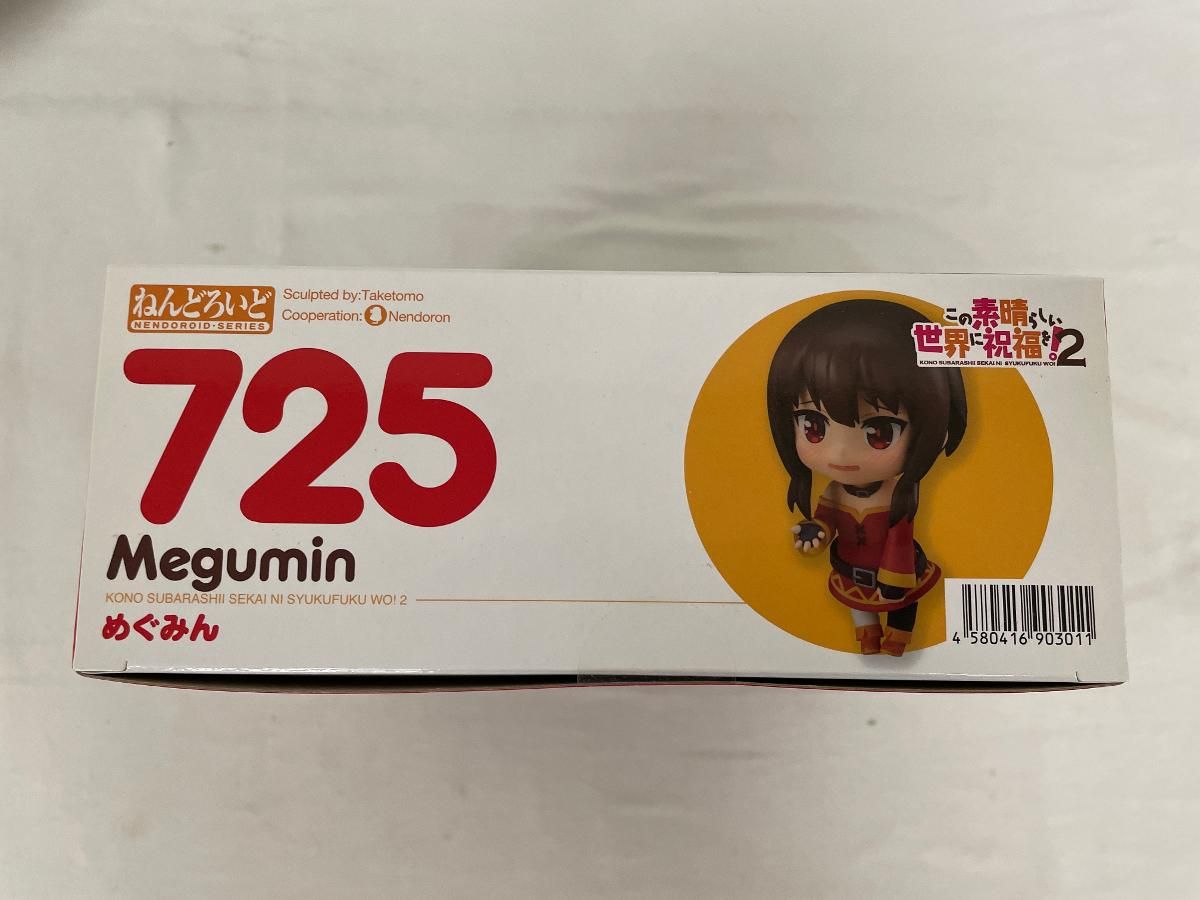 ねんどろいど
NENDOROID・SERIES
Sculpted by:Taketomo
Cooperation: Nendoron
725
Megumin
KONO SUBARASHII SEKAI NI SYUKUFUKU WO! 2
めぐみん
この素晴らしい
世界に祝福を!2
KONO SUBARASHII SEKAI NI SYUKUFUKU WO!
4 580416 903011